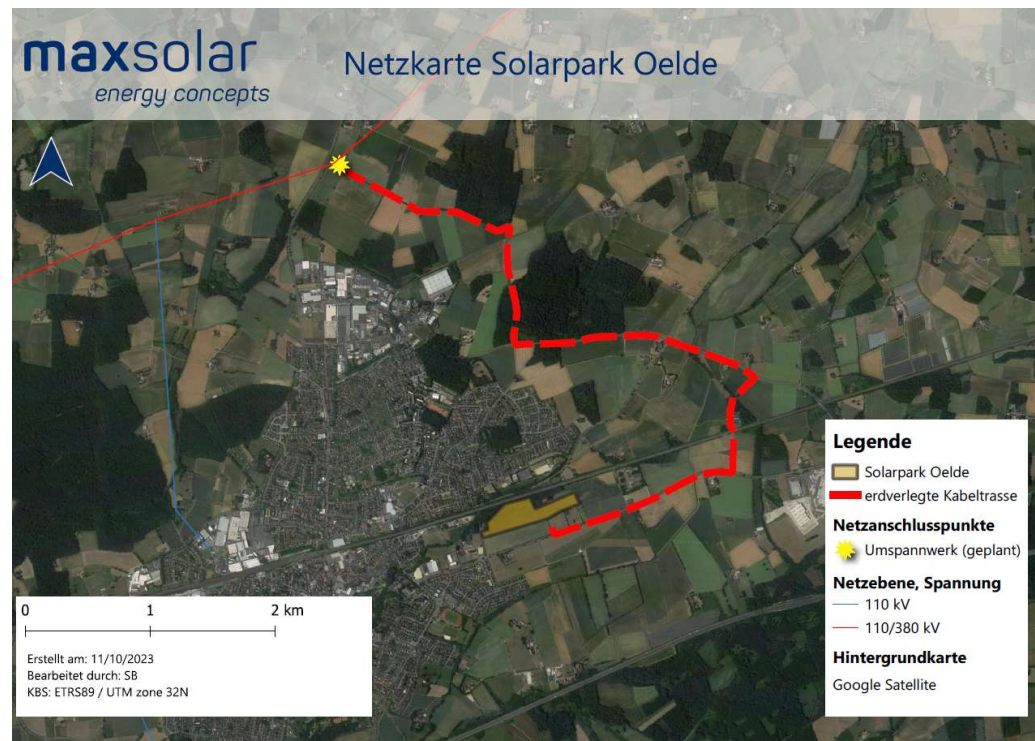 maxsolar
energy concepts
Netzkarte Solarpark Oelde
Legende
Solarpark Oelde
erdverlegte Kabeltrasse
Netzanschlusspunkte
Umspannwerk (geplant)
Netzebene, Spannung
110 kV
110/380 kV
Hintergrundkarte
Google Satellite
0 1 2 km
Erstellt am: 11/10/2023
Bearbeitet durch: SB
KBS: ETRS89 / UTM zone 32N